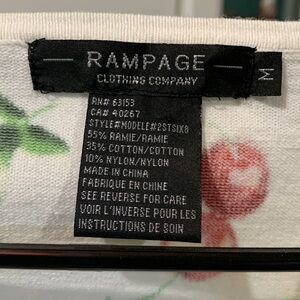 RAMPAGE
CLOTHING COMPANY
M
RN# 63153
CA# 40267
STYLE#MODELE#2STSIX8
55% RAMIE/RAMIE
35% COTTON/COTTON
10% NYLON/NYLON
MADE IN CHINA
FABRIQUE EN CHINE
SEE REVERSE FOR CARE
VOIR L'INVERSE POUR LES
INSTRUCTIONS DE SOIN